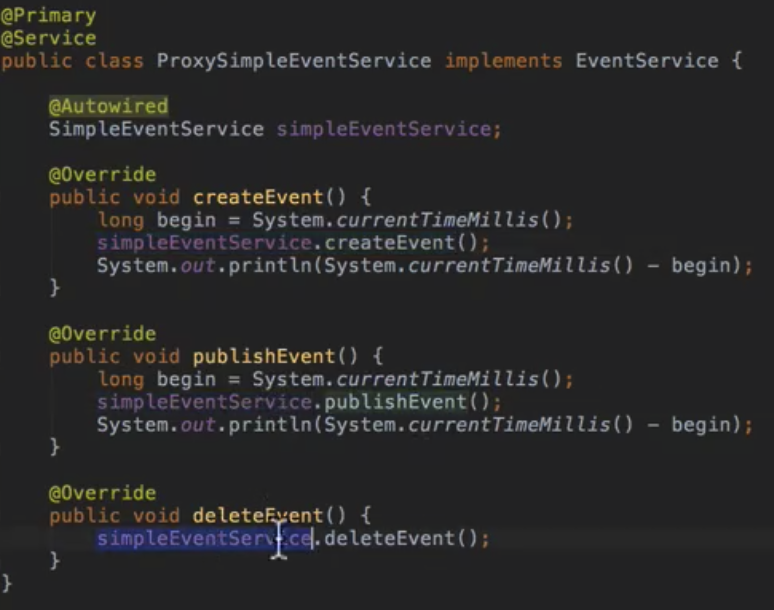 @Primary
@Service
public class ProxySimpleEventService implements EventService {
@Autowired
SimpleEventService simpleEventService;
@Override
public void createEvent() {
long begin = System.currentTimeMillis();
simpleEventService.createEvent();
System.out.println(System.currentTimeMillis() - begin);
}
@Override
public void publishEvent() {
long begin = System.currentTimeMillis();
simpleEventService.publishEvent();
System.out.println(System.currentTimeMillis() - begin);
}
@Override
public void deleteEvent() {
simpleEventService.deleteEvent();
}
}